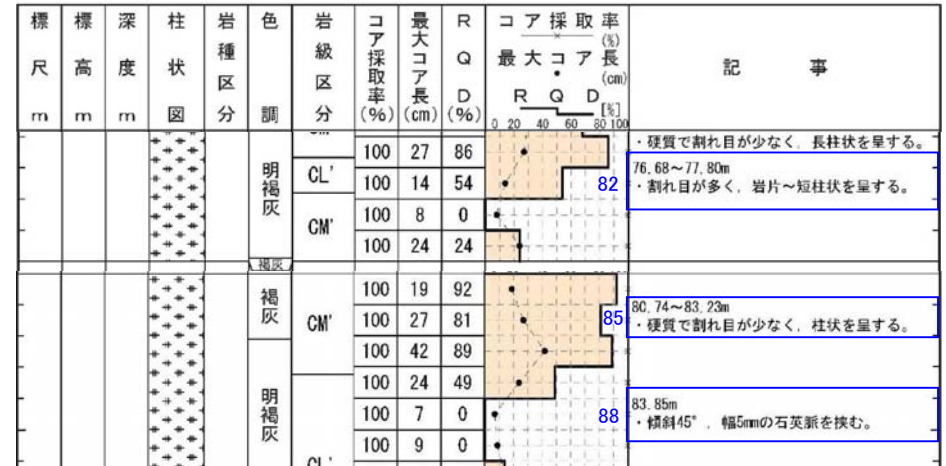 標尺m 標高m 深度m 柱状図 岩種区分 色調 岩級区分 コア採取率(%) 最大コア長(cm) RQD(%) コア採取率(%) 最大コア長(cm) RQD[%] 記事
0 20 40 60 80 100
・硬質で割れ目が少なく，長柱状を呈する。
明褐灰
100 27 86
CL'
100 14 54
82
76.68～77.80m
・割れ目が多く，岩片～短柱状を呈する。
CM'
100 8 0
100 24 24
褐灰
褐灰
CM'
100 19 92
100 27 81
85
80.74～83.23m
・硬質で割れ目が少なく，柱状を呈する。
100 42 89
明褐灰
100 24 49
88
83.85m
・傾斜45°，幅5mmの石英脈を挟む。
100 7 0
100 9 0
CL'